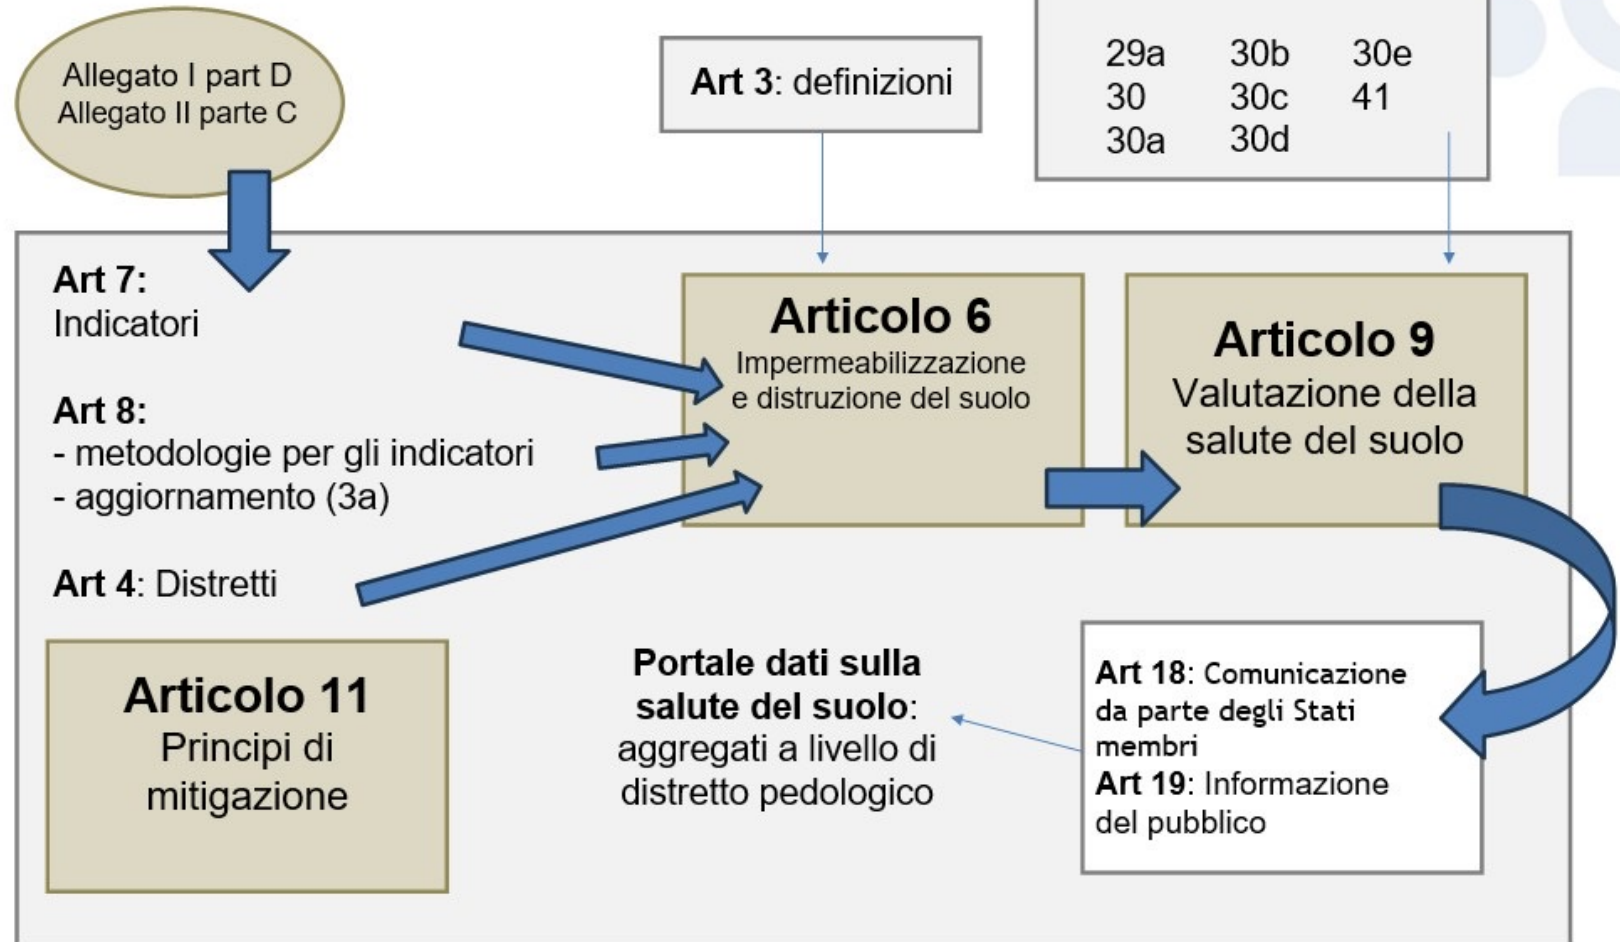 Allegato I part D
Allegato II parte C
Art 3: definizioni
29a 30b 30e
30 30c 41
30a 30d
Art 7:
Indicatori
Art 8:
- metodologie per gli indicatori
- aggiornamento (3a)
Art 4: Distretti
Articolo 6
Impermeabilizzazione
e distruzione del suolo
Articolo 9
Valutazione della
salute del suolo
Articolo 11
Principi di
mitigazione
Portale dati sulla
salute del suolo:
aggregati a livello di
distretto pedologico
Art 18: Comunicazione
da parte degli Stati
membri
Art 19: Informazione
del pubblico